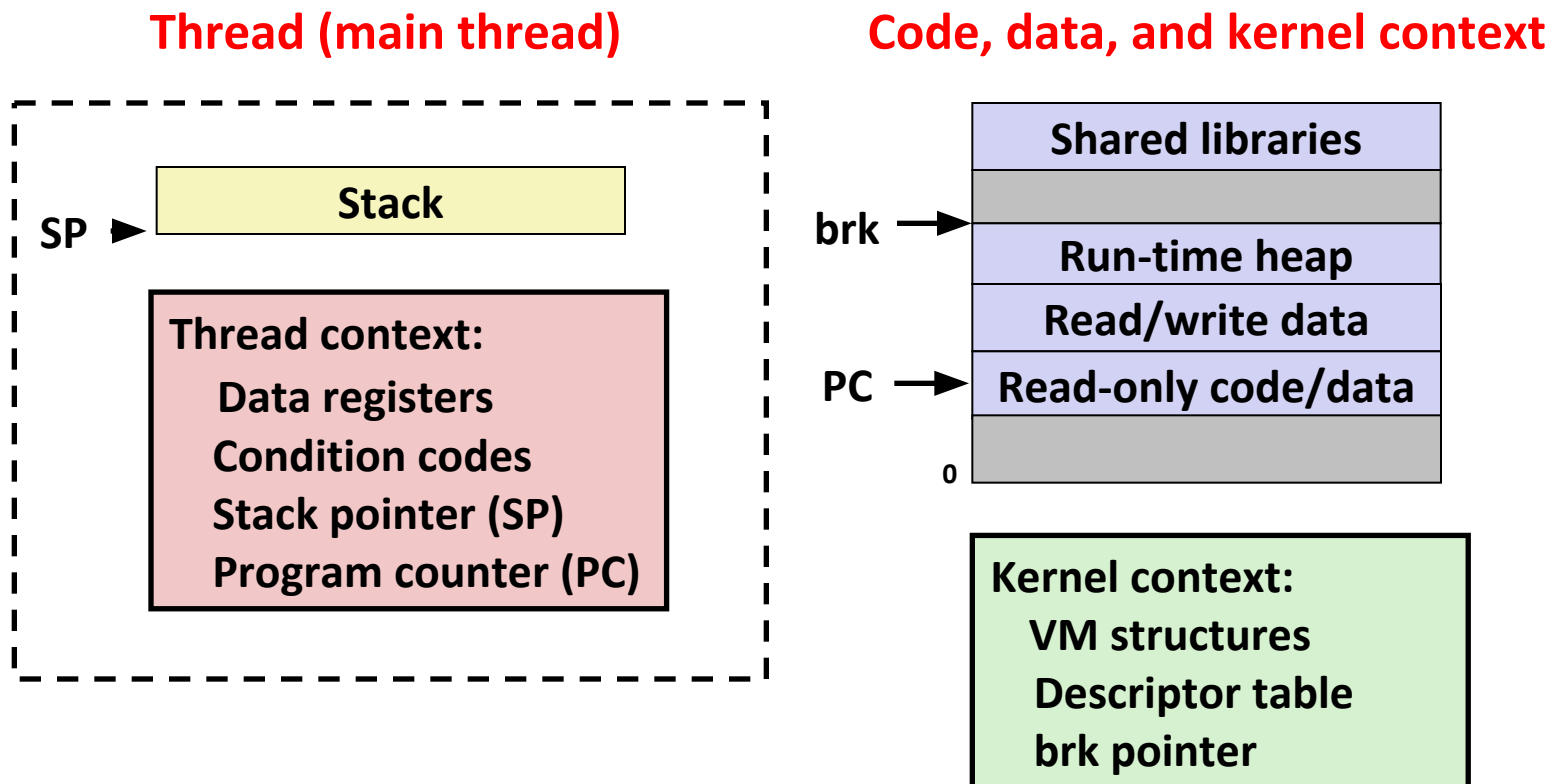 Thread (main thread)
Stack
SP
Thread context:
Data registers
Condition codes
Stack pointer (SP)
Program counter (PC)
Code, data, and kernel context
Shared libraries
brk
Run-time heap
Read/write data
PC
Read-only code/data
0
Kernel context:
VM structures
Descriptor table
brk pointer